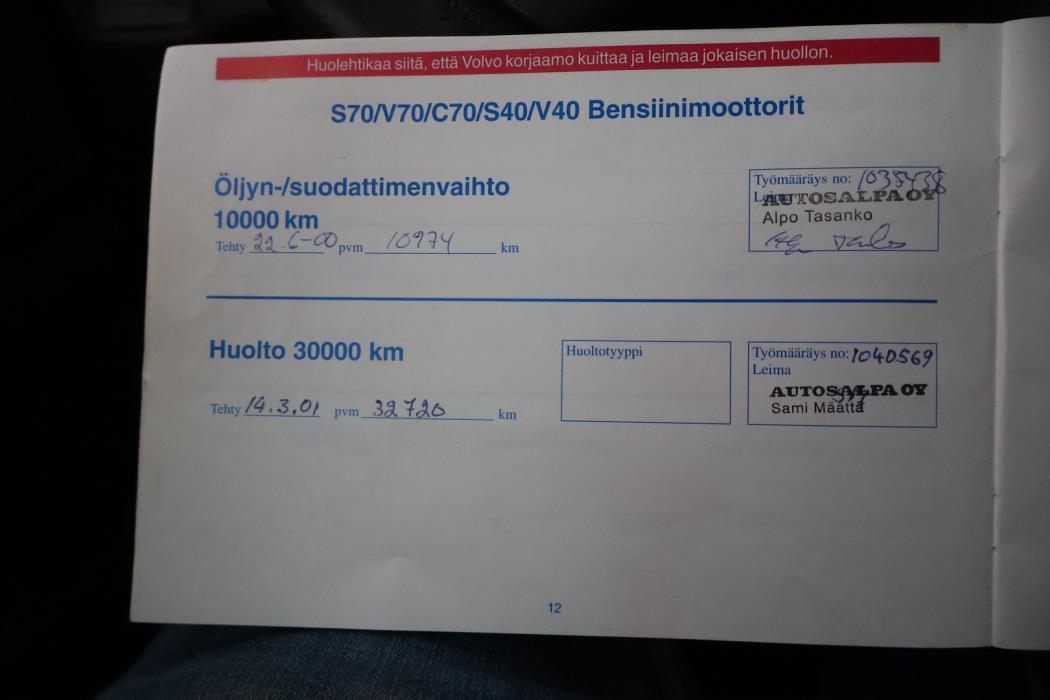 Huolehtikaa siitä, että Volvo korjaamo kuittaa ja leimaa jokaisen huollon.
S70/V70/C70/S40/V40 Bensiinimoottorit
Öljyn-/suodattimenvaihto
10000 km
Tehty 22.6-00 pvm 10974 km
Työmääräys no: 1038438
Leima
AUTOSALPA OY
Alpo Tasanko
Huolto 30000 km
Tehty 14.3.01 pvm 32720 km
Huoltotyyppi
Työmääräys no: 1040569
Leima
AUTOSALPA OY
Sami Määttä
12